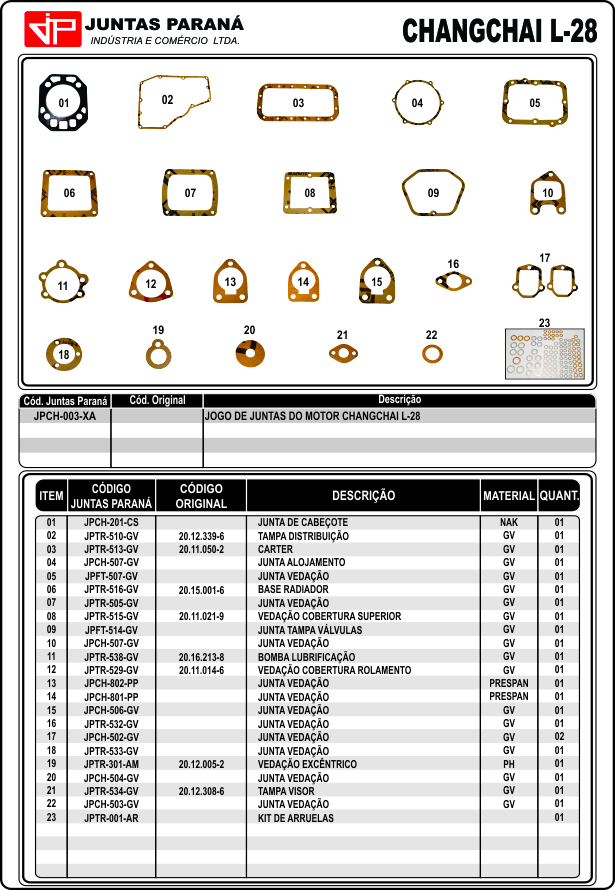 JP JUNTAS PARANÁ
INDÚSTRIA E COMÉRCIO LTDA.
CHANGCHAI L-28
01 02 03 04 05
06 07 08 09 10
11 12 13 14 15 16 17
18 19 20 21 22 23
Cód. Juntas Paraná Cód. Original Descrição
JPCH-003-XA JOGO DE JUNTAS DO MOTOR CHANGCHAI L-28
ITEM CÓDIGO JUNTAS PARANÁ CÓDIGO ORIGINAL DESCRIÇÃO MATERIAL QUANT.
01 JPCH-201-CS JUNTA DE CABEÇOTE NAK 01
02 JPTR-510-GV 20.12.339-6 TAMPA DISTRIBUIÇÃO GV 01
03 JPTR-513-GV 20.11.050-2 CARTER GV 01
04 JPCH-507-GV JUNTA ALOJAMENTO GV 01
05 JPFT-507-GV JUNTA VEDAÇÃO GV 01
06 JPTR-516-GV 20.15.001-6 BASE RADIADOR GV 01
07 JPTR-505-GV JUNTA VEDAÇÃO GV 01
08 JPTR-515-GV 20.11.021-9 VEDAÇÃO COBERTURA SUPERIOR GV 01
09 JPFT-514-GV JUNTA TAMPA VÁLVULAS GV 01
10 JPCH-507-GV JUNTA VEDAÇÃO GV 01
11 JPTR-538-GV 20.16.213-8 BOMBA LUBRIFICAÇÃO GV 01
12 JPTR-529-GV 20.11.014-6 VEDAÇÃO COBERTURA ROLAMENTO GV 01
13 JPCH-802-PP JUNTA VEDAÇÃO PRESPAN 01
14 JPCH-801-PP JUNTA VEDAÇÃO PRESPAN 01
15 JPCH-506-GV JUNTA VEDAÇÃO GV 01
16 JPTR-532-GV JUNTA VEDAÇÃO GV 01
17 JPCH-502-GV JUNTA VEDAÇÃO GV 02
18 JPTR-533-GV JUNTA VEDAÇÃO GV 01
19 JPTR-301-AM 20.12.005-2 VEDAÇÃO EXCÊNTRICO PH 01
20 JPCH-504-GV JUNTA VEDAÇÃO GV 01
21 JPTR-534-GV 20.12.308-6 TAMPA VISOR GV 01
22 JPCH-503-GV JUNTA VEDAÇÃO GV 01
23 JPTR-001-AR KIT DE ARRUELAS 01